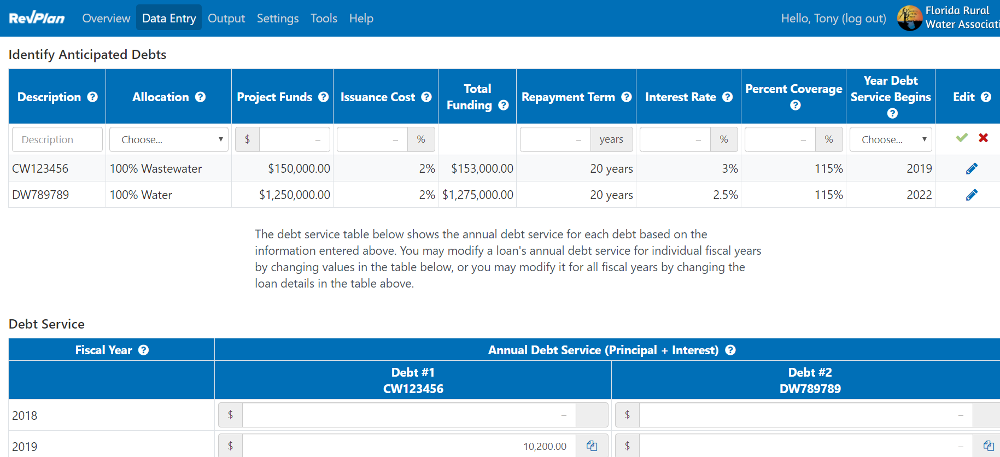 RevPlan Overview Data Entry Output Settings Tools Help Hello, Tony (log out) Florida Rural
Water Associati
Identify Anticipated Debts
Description ? Allocation ? Project Funds ? Issuance Cost ? Total Funding ? Repayment Term ? Interest Rate ? Percent Coverage ? Year Debt Service Begins ? Edit ?
Description Choose... $ – – % – years – % – % Choose...
CW123456 100% Wastewater $150,000.00 2% $153,000.00 20 years 3% 115% 2019
DW789789 100% Water $1,250,000.00 2% $1,275,000.00 20 years 2.5% 115% 2022
The debt service table below shows the annual debt service for each debt based on the
information entered above. You may modify a loan's annual debt service for individual fiscal years
by changing values in the table below, or you may modify it for all fiscal years by changing the
loan details in the table above.
Debt Service
Fiscal Year ? Annual Debt Service (Principal + Interest) ?
Debt #1 Debt #2
CW123456 DW789789
2018 $ – $ –
2019 $ 10,200.00 $ –